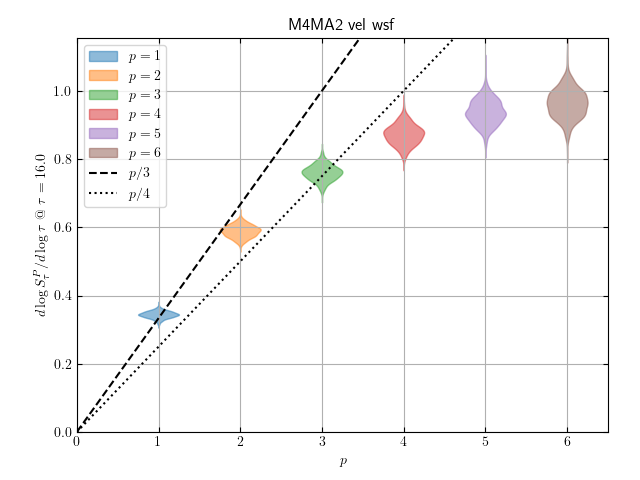 M4MA2 vel wsf
p = 1
p = 2
p = 3
p = 4
p = 5
p = 6
p/3
p/4
d log S_τ^P / d log τ @ τ = 16.0
1.0
0.8
0.6
0.4
0.2
0.0
0 1 2 3 4 5 6
p